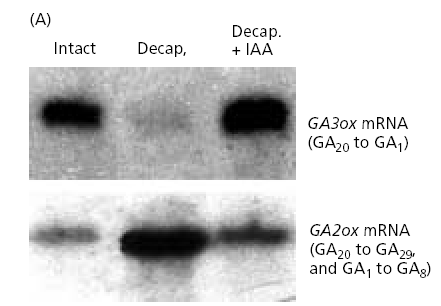 (A)
Intact
Decap,
Decap.
+ IAA
GA3ox mRNA
(GA₂₀ to GA₁)
GA2ox mRNA
(GA₂₀ to GA₂₉,
and GA₁ to GA₈)